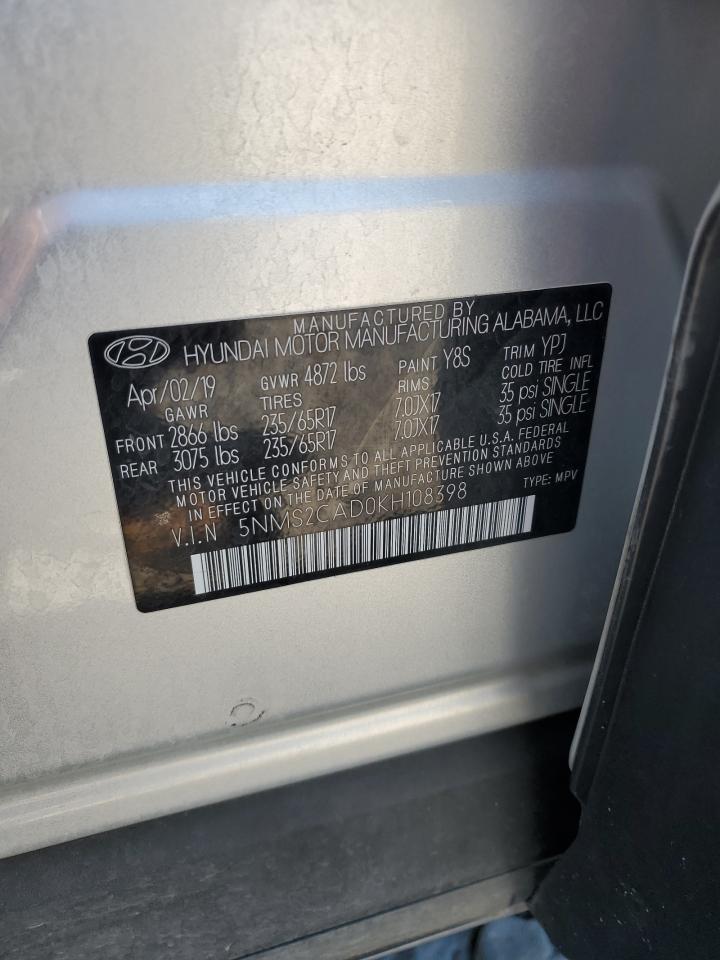 MANUFACTURED BY
HYUNDAI MOTOR MANUFACTURING ALABAMA, LLC
Apr/02/19 GVWR 4872 lbs PAINT Y8S TRIM YPJ
GAWR TIRES RIMS COLD TIRE INFL
FRONT 2866 lbs 235/65R17 7.0JX17 35 psi SINGLE
REAR 3075 lbs 235/65R17 7.0JX17 35 psi SINGLE
THIS VEHICLE CONFORMS TO ALL APPLICABLE U.S.A. FEDERAL
MOTOR VEHICLE SAFETY AND THEFT PREVENTION STANDARDS
IN EFFECT ON THE DATE OF MANUFACTURE SHOWN ABOVE
V.I.N 5NMS2CAD0KH108398 TYPE: MPV